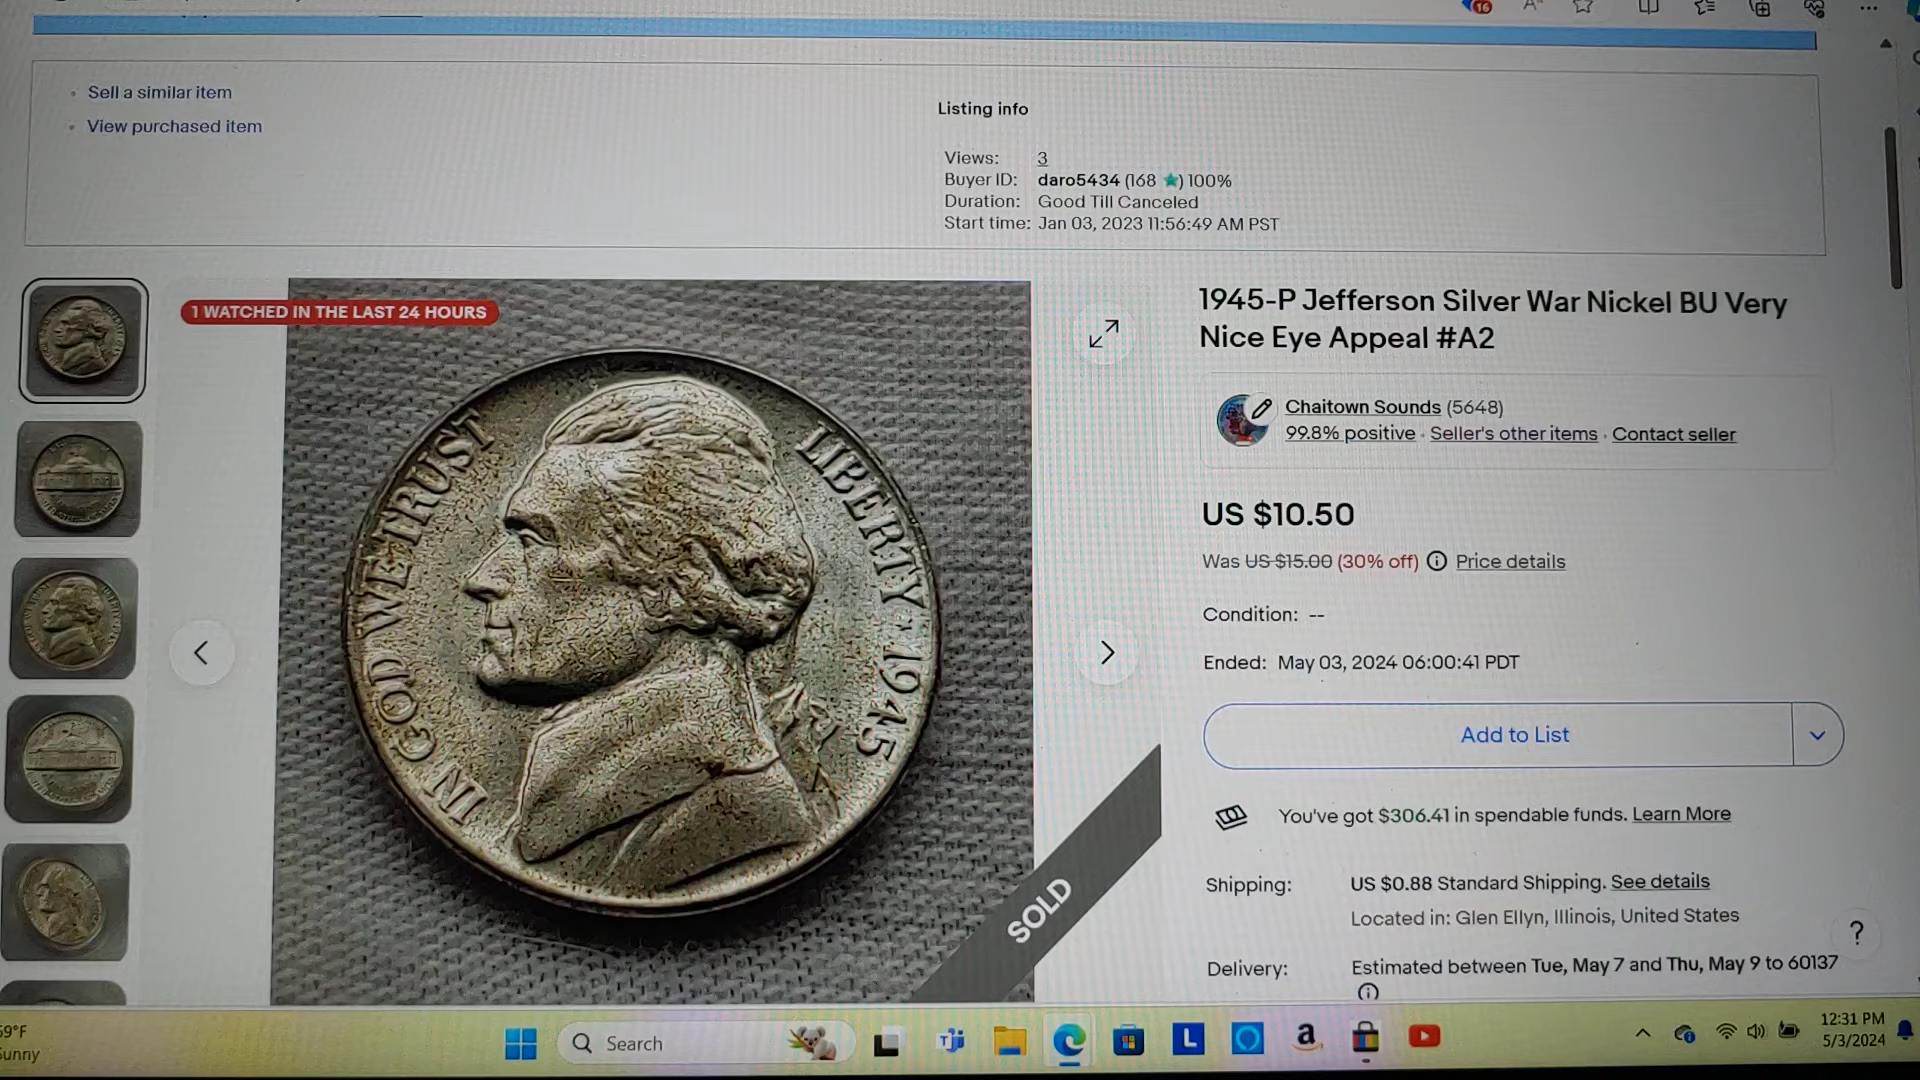 16
Sell a similar item
View purchased item
Listing info
Views: 3
Buyer ID: daro5434 (168 ★) 100%
Duration: Good Till Canceled
Start time: Jan 03, 2023 11:56:49 AM PST
1 WATCHED IN THE LAST 24 HOURS
IN GOD WE TRUST
LIBERTY 1945
SOLD
1945-P Jefferson Silver War Nickel BU Very
Nice Eye Appeal #A2
Chaitown Sounds (5648)
99.8% positive · Seller's other items · Contact seller
US $10.50
Was US $15.00 (30% off) Price details
Condition: --
Ended: May 03, 2024 06:00:41 PDT
Add to List
You've got $306.41 in spendable funds. Learn More
Shipping: US $0.88 Standard Shipping. See details
Located in: Glen Ellyn, Illinois, United States
Delivery: Estimated between Tue, May 7 and Thu, May 9 to 60137
?
59°F
Sunny
Search
L
a
12:31 PM
5/3/2024